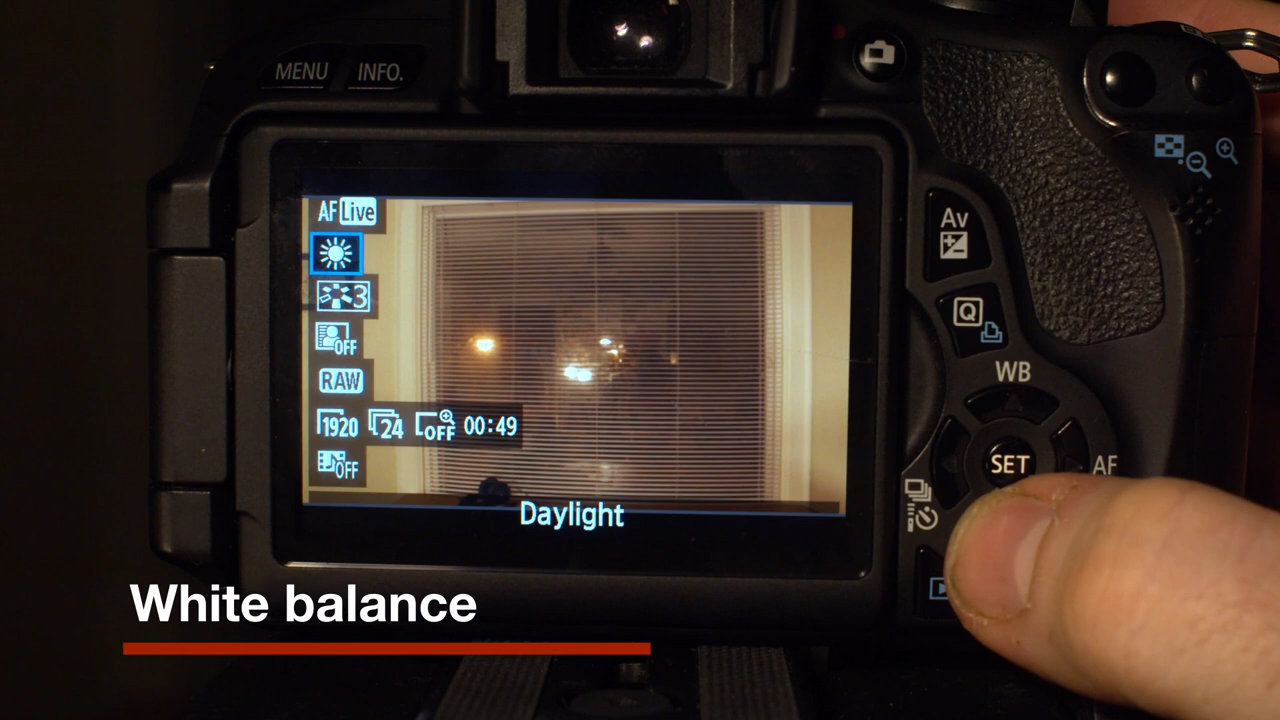 MENU
INFO.
AF Live
3
OFF
RAW
1920 24 OFF 00:49
OFF
Daylight
Av
Q
WB
SET
AF
White balance